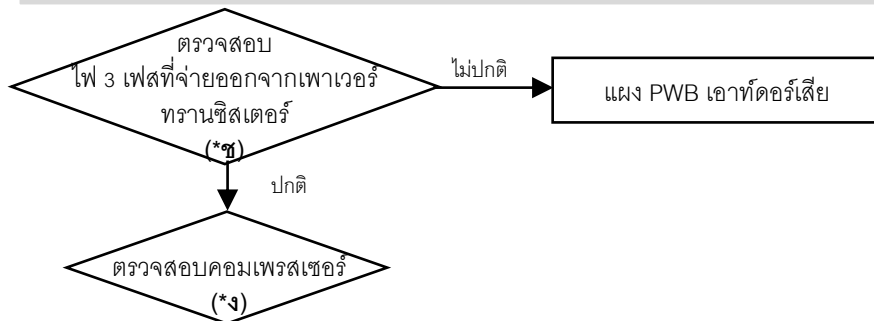 ตรวจสอบ
ไฟ 3 เฟสที่จ่ายออกจากเพาเวอร์
ทรานซิสเตอร์
(*ช)
ไม่ปกติ
แผง PWB เอาท์ดอร์เสีย
ปกติ
ตรวจสอบคอมเพรสเซอร์
(*ง)